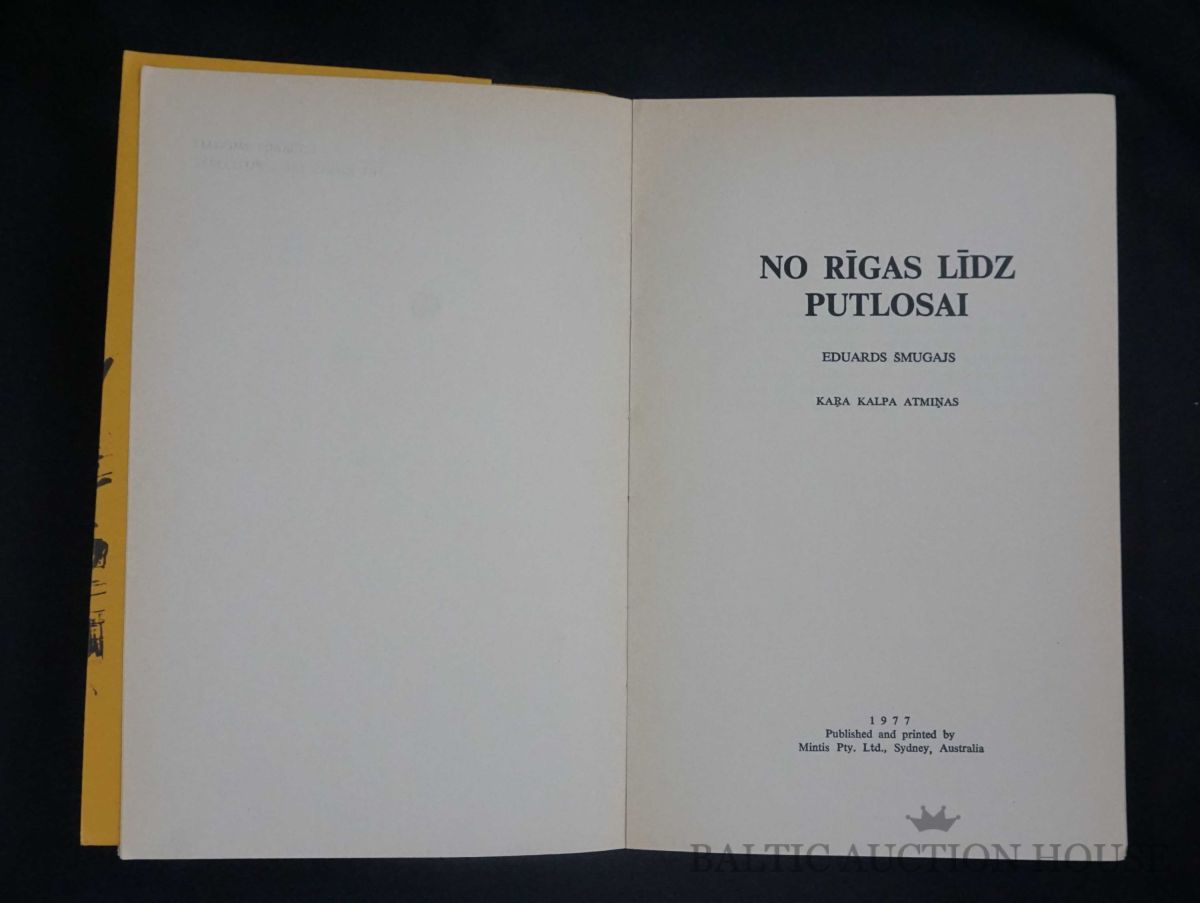 NO RĪGAS LĪDZ
PUTLOSAI
EDUARDS SMUGAJS
KAŖA KALPA ATMIŅAS
1977
Published and printed by
Mintis Pty. Ltd., Sydney, Australia
BALTIC AUCTION HOUSE